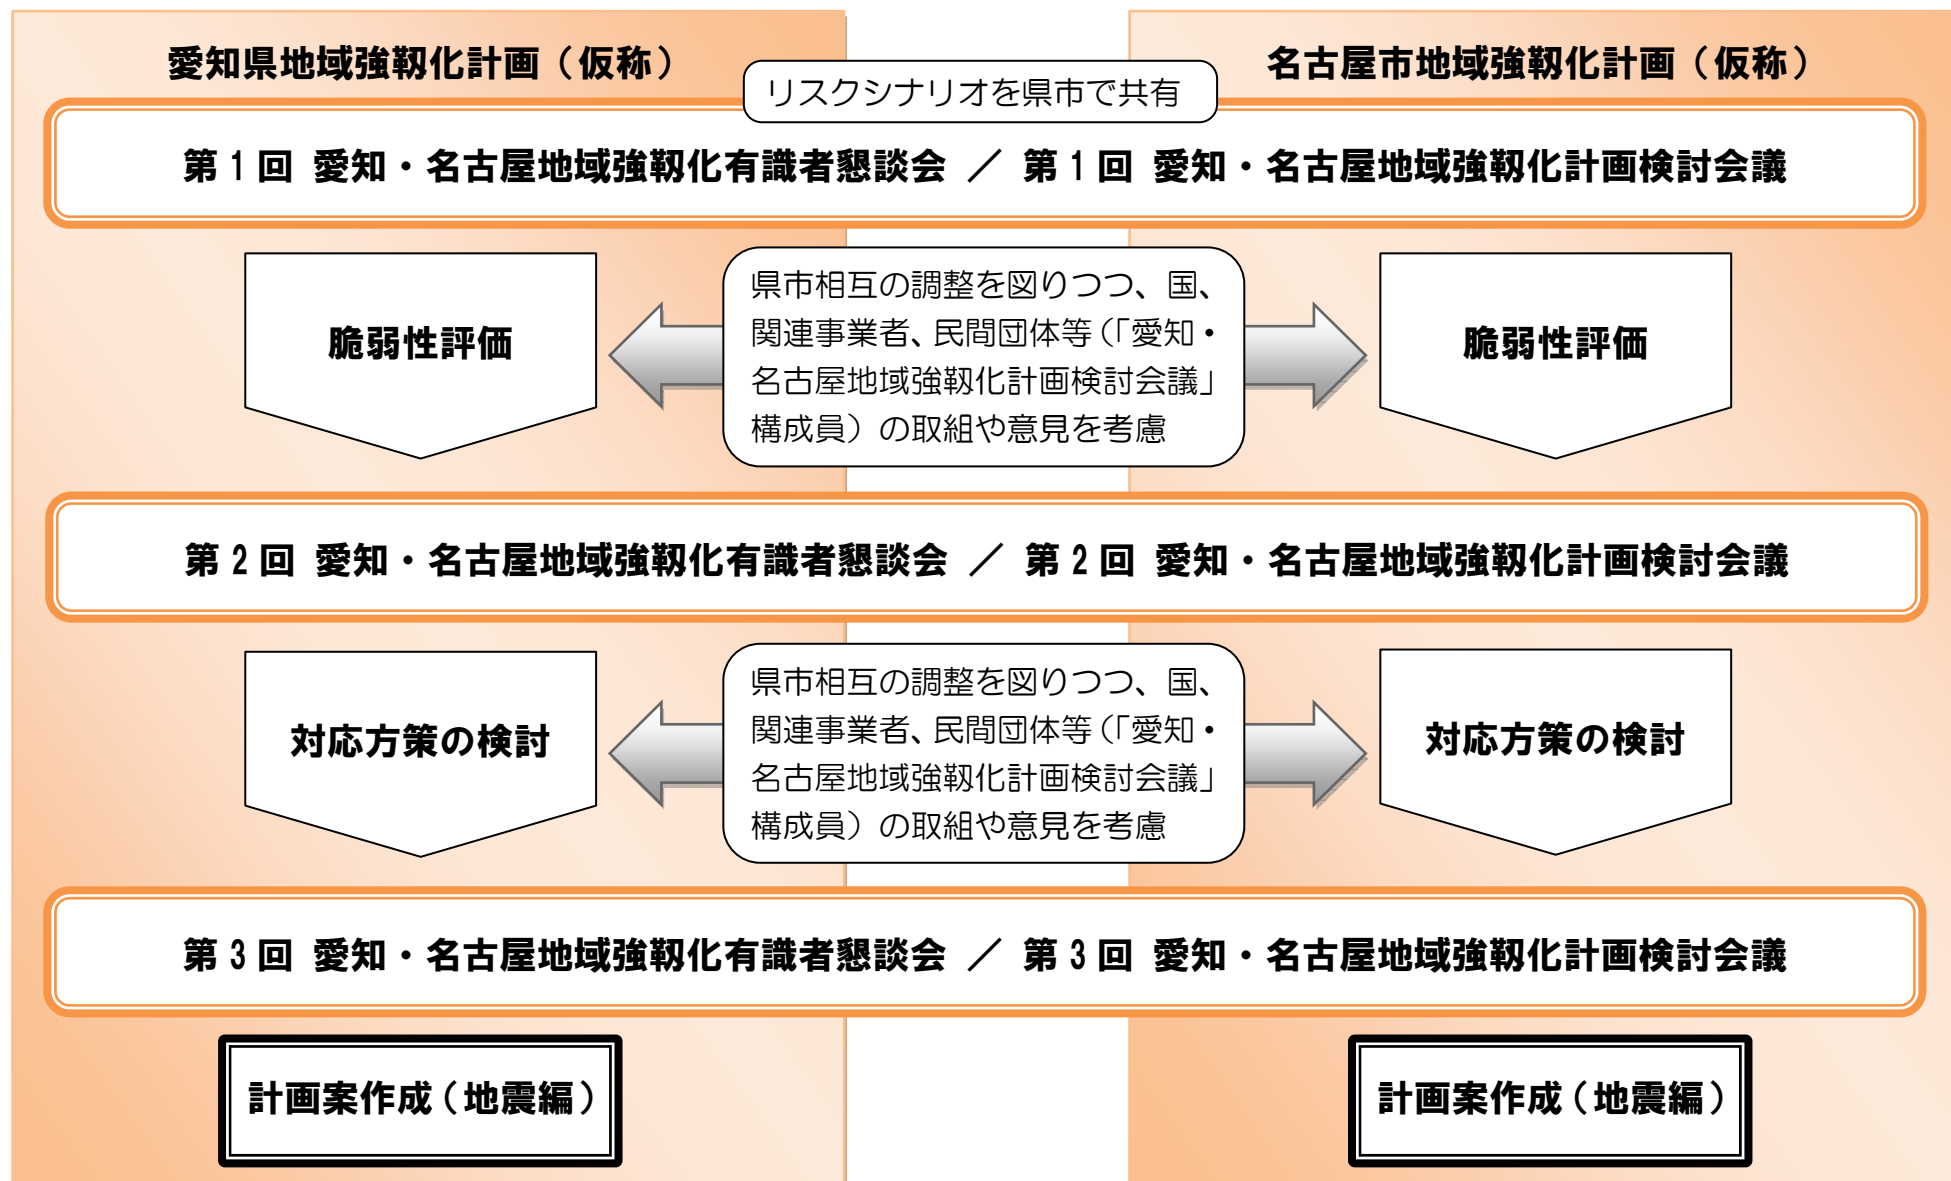 愛知県地域強靱化計画（仮称）
名古屋市地域強靱化計画（仮称）
リスクシナリオを県市で共有
第１回 愛知・名古屋地域強靱化有識者懇談会 ／ 第１回 愛知・名古屋地域強靱化計画検討会議
脆弱性評価
県市相互の調整を図りつつ、国、
関連事業者、民間団体等（「愛知・
名古屋地域強靱化計画検討会議」
構成員）の取組や意見を考慮
脆弱性評価
第２回 愛知・名古屋地域強靱化有識者懇談会 ／ 第２回 愛知・名古屋地域強靱化計画検討会議
対応方策の検討
県市相互の調整を図りつつ、国、
関連事業者、民間団体等（「愛知・
名古屋地域強靱化計画検討会議」
構成員）の取組や意見を考慮
対応方策の検討
第３回 愛知・名古屋地域強靱化有識者懇談会 ／ 第３回 愛知・名古屋地域強靱化計画検討会議
計画案作成（地震編）
計画案作成（地震編）